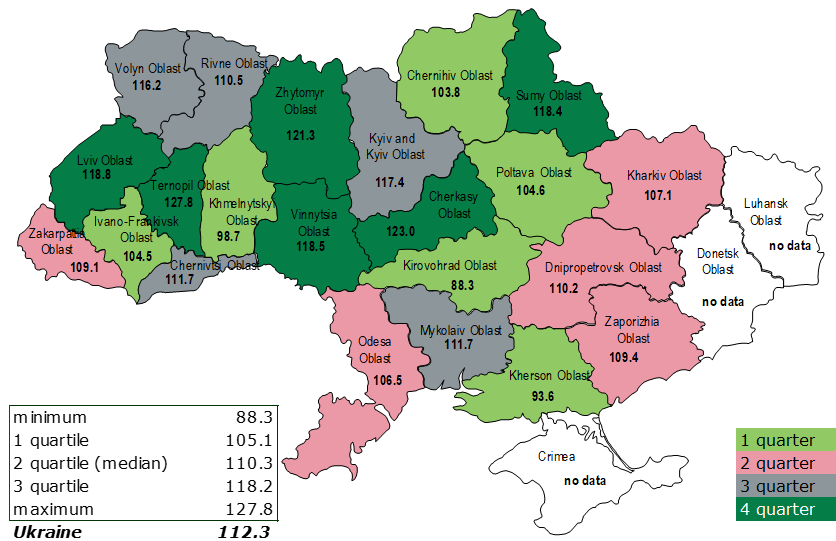 Volyn Oblast
116.2
Rivne Oblast
110.5
Zhytomyr
Oblast
121.3
Chernihiv Oblast
103.8
Sumy Oblast
118.4
Kyiv and
Kyiv Oblast
117.4
Lviv Oblast
118.8
Ternopil Oblast
127.8
Khmelnytskyi
Oblast
98.7
Vinnytsia
Oblast
118.5
Cherkasy
Oblast
123.0
Poltava Oblast
104.6
Kharkiv Oblast
107.1
Luhansk
Oblast
no data
Ivano-Frankivsk
Oblast
104.5
Zakarpattia
Oblast
109.1
Chernivtsi Oblast
111.7
Kirovohrad Oblast
88.3
Dnipropetrovsk Oblast
110.2
Donetsk
Oblast
no data
Odesa
Oblast
106.5
Mykolaiv Oblast
111.7
Zaporizhia
Oblast
109.4
Kherson Oblast
93.6
Crimea
no data
minimum 88.3
1 quartile 105.1
2 quartile (median) 110.3
3 quartile 118.2
maximum 127.8
Ukraine 112.3
1 quarter
2 quarter
3 quarter
4 quarter